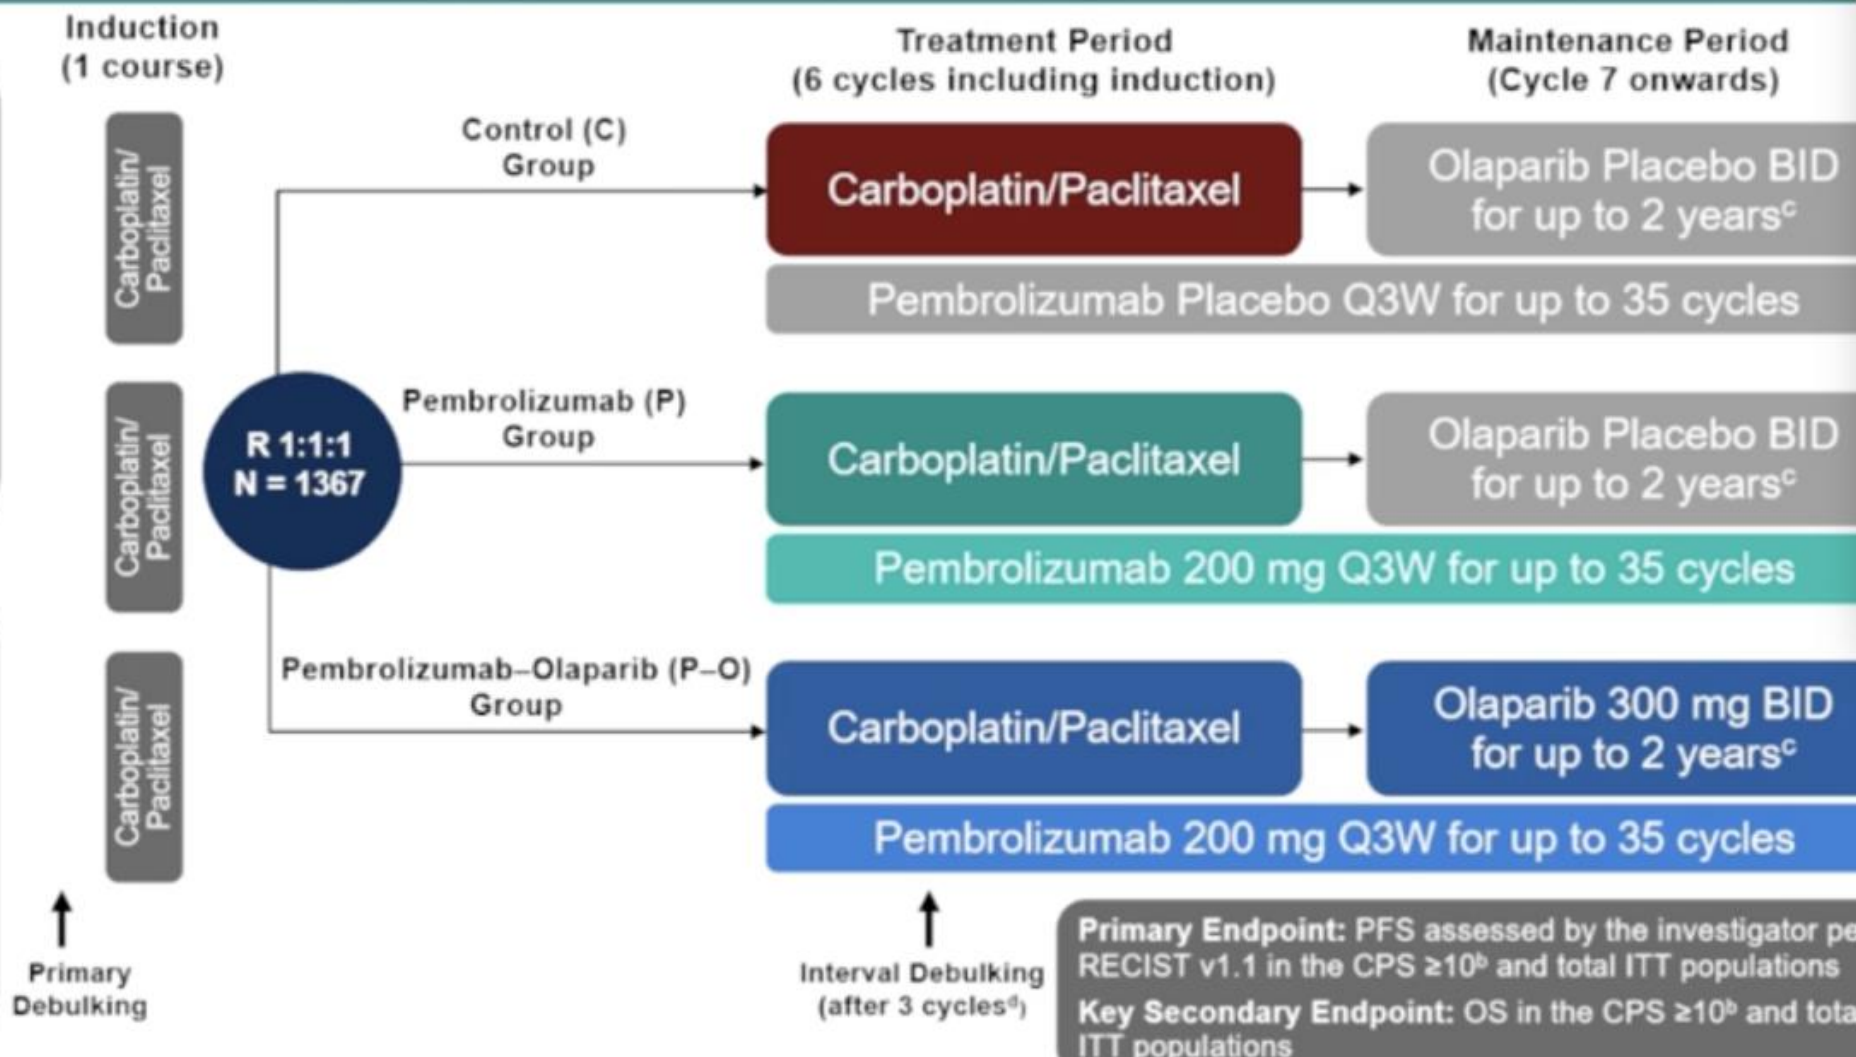 Induction
(1 course)
Treatment Period
(6 cycles including induction)
Maintenance Period
(Cycle 7 onwards)
Carboplatin/
Paclitaxel
Control (C)
Group
Carboplatin/Paclitaxel
Olaparib Placebo BID
for up to 2 yearsᶜ
Pembrolizumab Placebo Q3W for up to 35 cycles
Carboplatin/
Paclitaxel
R 1:1:1
N = 1367
Pembrolizumab (P)
Group
Carboplatin/Paclitaxel
Olaparib Placebo BID
for up to 2 yearsᶜ
Pembrolizumab 200 mg Q3W for up to 35 cycles
Carboplatin/
Paclitaxel
Pembrolizumab–Olaparib (P–O)
Group
Carboplatin/Paclitaxel
Olaparib 300 mg BID
for up to 2 yearsᶜ
Pembrolizumab 200 mg Q3W for up to 35 cycles
Primary
Debulking
Interval Debulking
(after 3 cyclesᵈ)
Primary Endpoint: PFS assessed by the investigator pe
RECIST v1.1 in the CPS ≥10ᵇ and total ITT populations
Key Secondary Endpoint: OS in the CPS ≥10ᵇ and tota
ITT populations